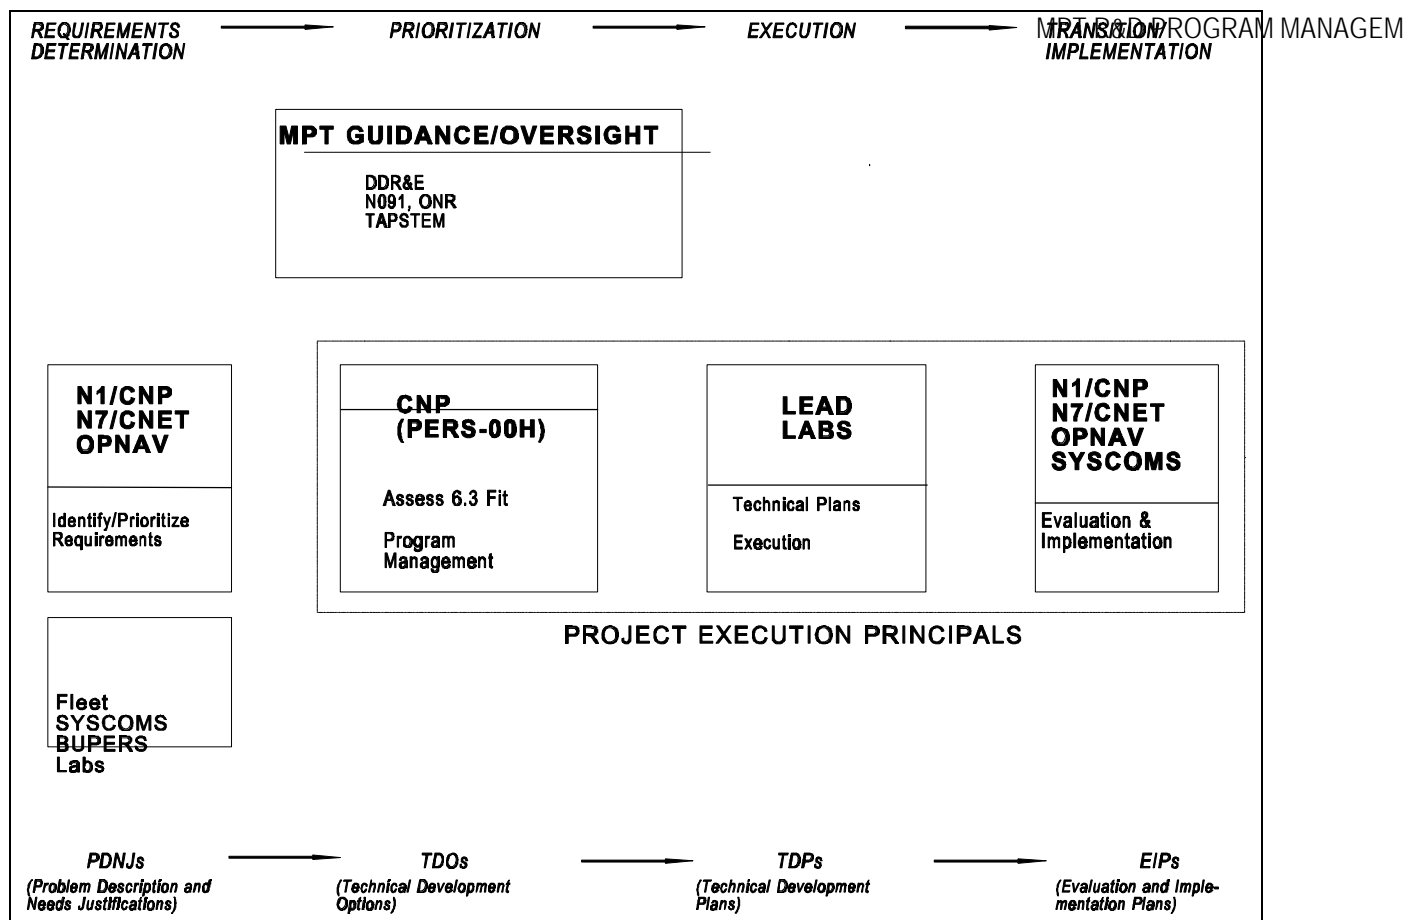 REQUIREMENTS DETERMINATION
PRIORITIZATION
EXECUTION
TRANSITION/
IMPLEMENTATION
MPT R&D PROGRAM MANAGEM
MPT GUIDANCE/OVERSIGHT
DDR&E
N091, ONR
TAPSTEM
N1/CNP
N7/CNET
OPNAV
Identify/Prioritize
Requirements
CNP
(PERS-00H)
Assess 6.3 Fit
Program
Management
LEAD
LABS
Technical Plans
Execution
N1/CNP
N7/CNET
OPNAV
SYSCOMS
Evaluation &
Implementation
PROJECT EXECUTION PRINCIPALS
Fleet
SYSCOMS
BUPERS
Labs
PDNJs
(Problem Description and
Needs Justifications)
TDOs
(Technical Development
Options)
TDPs
(Technical Development
Plans)
EIPs
(Evaluation and Imple-
mentation Plans)